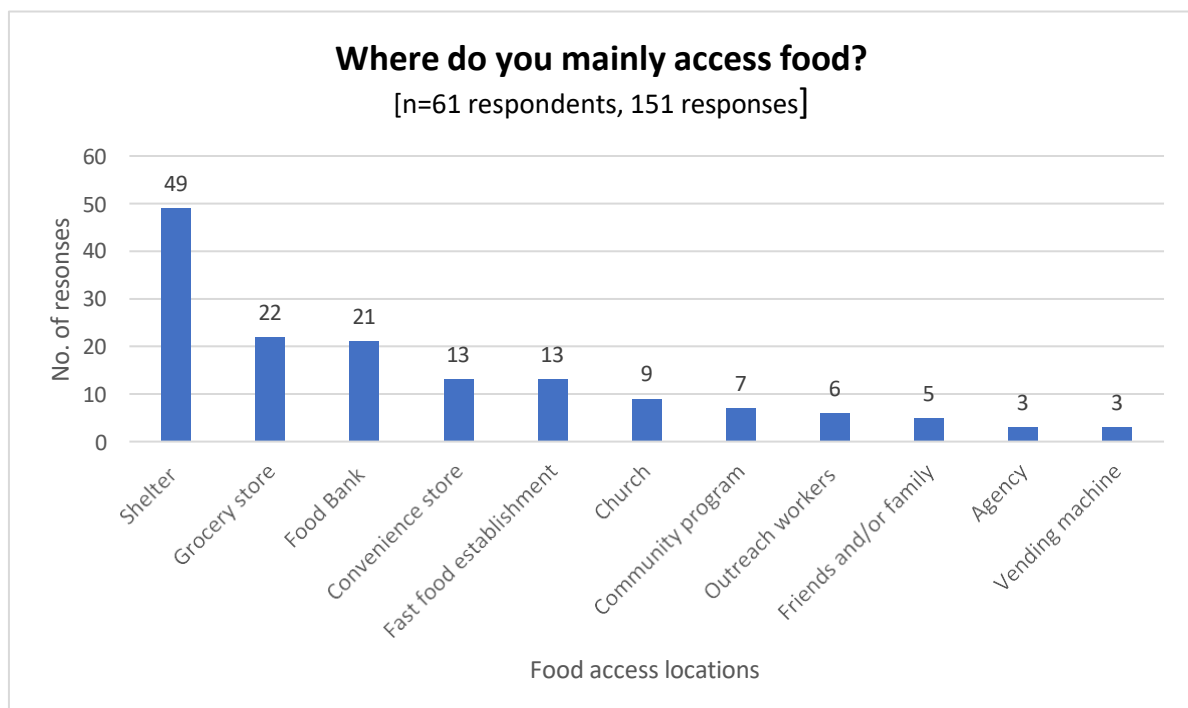 Where do you mainly access food?
[n=61 respondents, 151 responses]
No. of resonses
60
50
40
30
20
10
0
49
22
21
13
13
9
7
6
5
3
3
Shelter
Grocery store
Food Bank
Convenience store
Fast food establishment
Church
Community program
Outreach workers
Friends and/or family
Agency
Vending machine
Food access locations